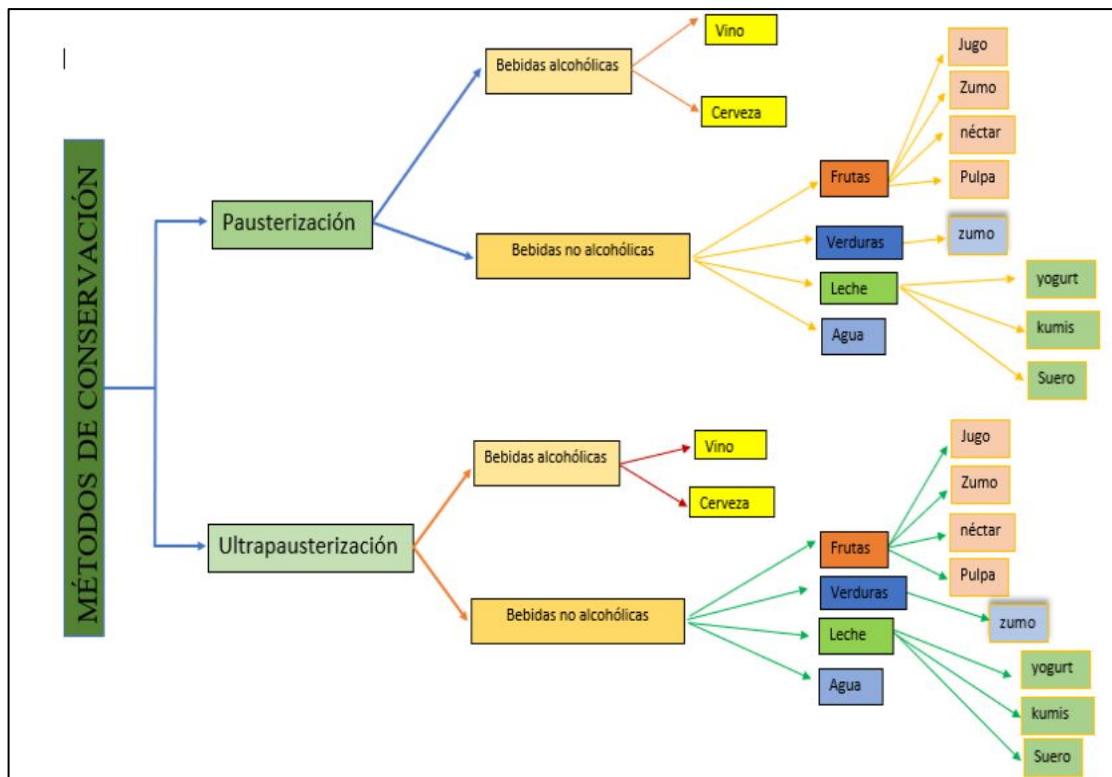 MÉTODOS DE CONSERVACIÓN
Pausterización
Bebidas alcohólicas
Vino
Cerveza
Bebidas no alcohólicas
Frutas
Jugo
Zumo
néctar
Pulpa
Verduras
zumo
Leche
yogurt
kumis
Suero
Agua
Ultrapausterización
Bebidas alcohólicas
Vino
Cerveza
Bebidas no alcohólicas
Frutas
Jugo
Zumo
néctar
Pulpa
Verduras
zumo
Leche
yogurt
kumis
Suero
Agua